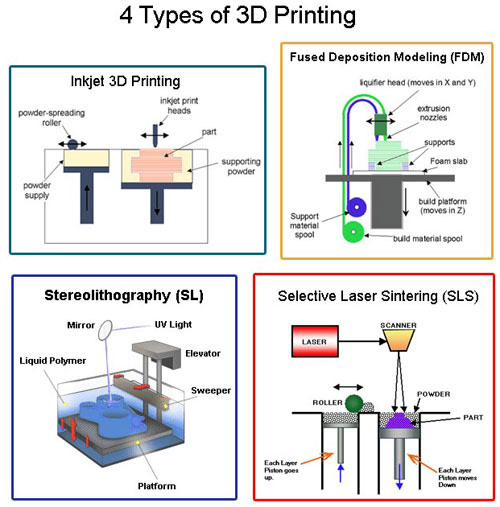 4 Types of 3D Printing
Inkjet 3D Printing
powder-spreading
roller
inkjet print
heads
part
supporting
powder
powder
supply
Fused Deposition Modeling (FDM)
liquifier head (moves in X and Y)
extrusion
nozzles
supports
Foam slab
build platform
(moves in Z)
Support
material
spool
build material spool
Stereolithography (SL)
Mirror
UV Light
Elevator
Liquid Polymer
Sweeper
Platform
Selective Laser Sintering (SLS)
SCANNER
LASER
ROLLER
POWDER
PART
Each Layer
Piston goes
up.
Each Layer
Piston moves
Down